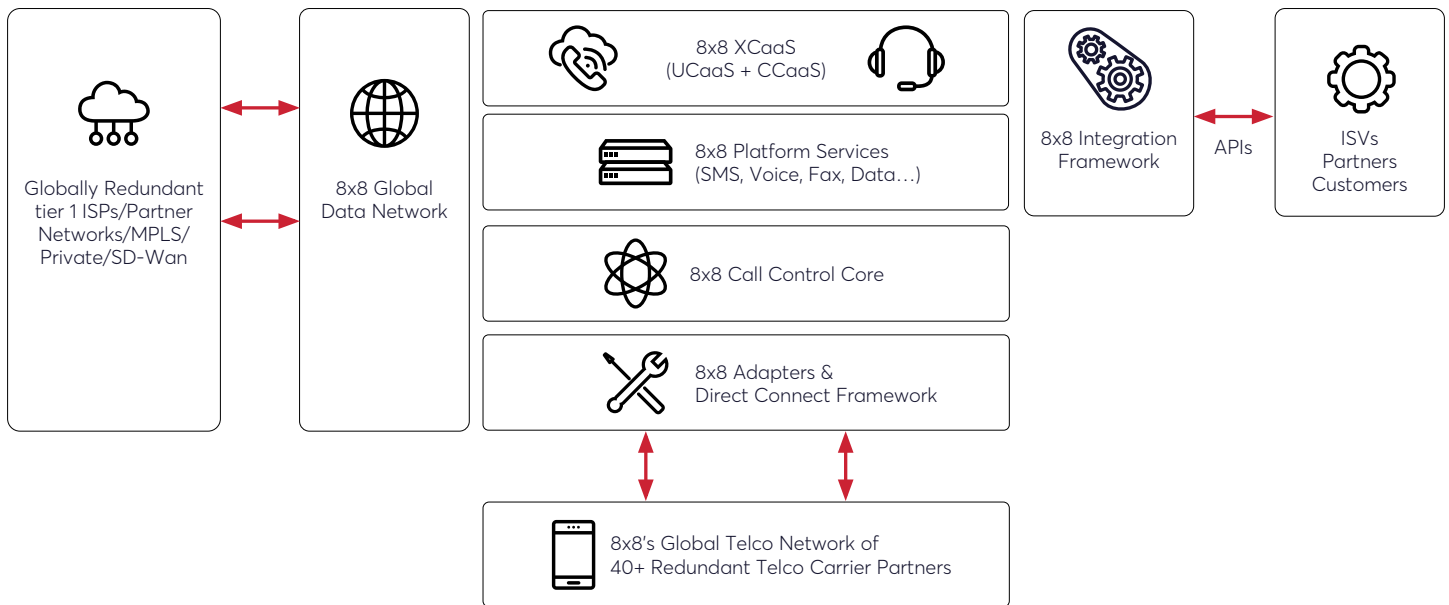 Globally Redundant
tier 1 ISPs/Partner
Networks/MPLS/
Private/SD-Wan
8x8 Global
Data Network
8x8 XCaaS
(UCaaS + CCaaS)
8x8 Platform Services
(SMS, Voice, Fax, Data…)
8x8 Call Control Core
8x8 Adapters &
Direct Connect Framework
8x8's Global Telco Network of
40+ Redundant Telco Carrier Partners
8x8 Integration
Framework
APIs
ISVs
Partners
Customers